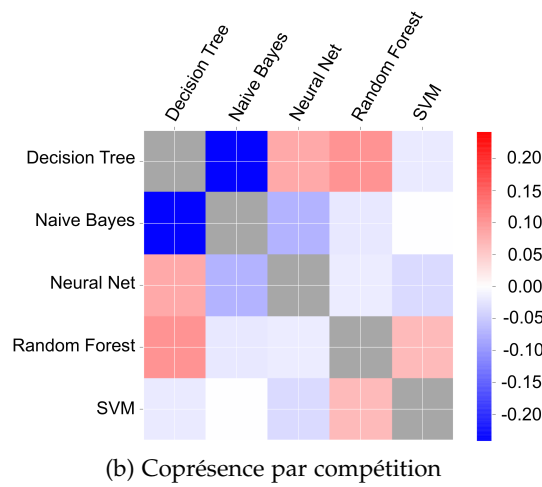 Decision Tree
Naive Bayes
Neural Net
Random Forest
SVM
Decision Tree
Naive Bayes
Neural Net
Random Forest
SVM
0.20
0.15
0.10
0.05
0.00
-0.05
-0.10
-0.15
-0.20
(b) Coprésence par compétition